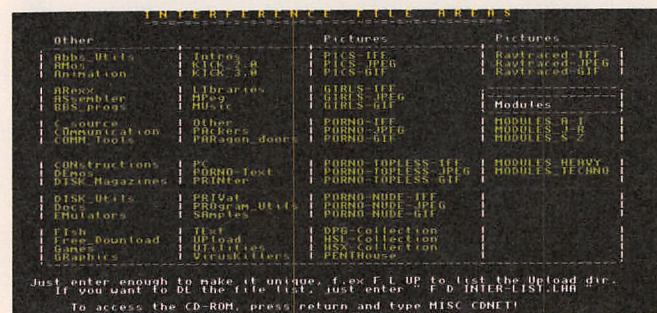 INTERFERENCE FILE AREAS
Other Pictures Pictures
Abbs_Utils Intros PICS-IFF Raytraced-IFF
AMos KICK_3.0 PICS-JPEG Raytraced-JPEG
Animation KICK_3.0 PICS-GIF Raytraced-GIF
ARexx LIbraries GIRLS-IFF
ASsembler MPeg GIRLS-JPEG
BBS_progs MUsic GIRLS-GIF Modules
C_source Other PORNO-IFF MODULES_A-I
COmmunication PAckers PORNO-JPEG MODULES_J-R
COMM_Tools PARagon_doors PORNO-GIF MODULES_S-Z
CONstructions PC PORNO-TOPLESS-IFF MODULES_HEAVY
DEmos PORNO-Text PORNO-TOPLESS-JPEG MODULES_TECHNO
DISK_Magazines PRINter PORNO-TOPLESS_GIF
DISK_Utils PRIVat PORNO-NUDE-IFF
Docs PROgram_Utils PORNO-NUDE-JPEG
EMulators SAmples PORNO-NUDE-GIF
FIsh TExt DPG-Collection
Free_Download UPload HSL-Collection
Games UTilities HSX-Collection
GRaphics VirusKillers PENTHouse
Just enter enough to make it unique, f.ex F L UP to list the Upload dir.
If you want to DL the file list, just enter " F D INTER-LIST.LHA "
To access the CD-ROM, press return and type MISC CDNET!